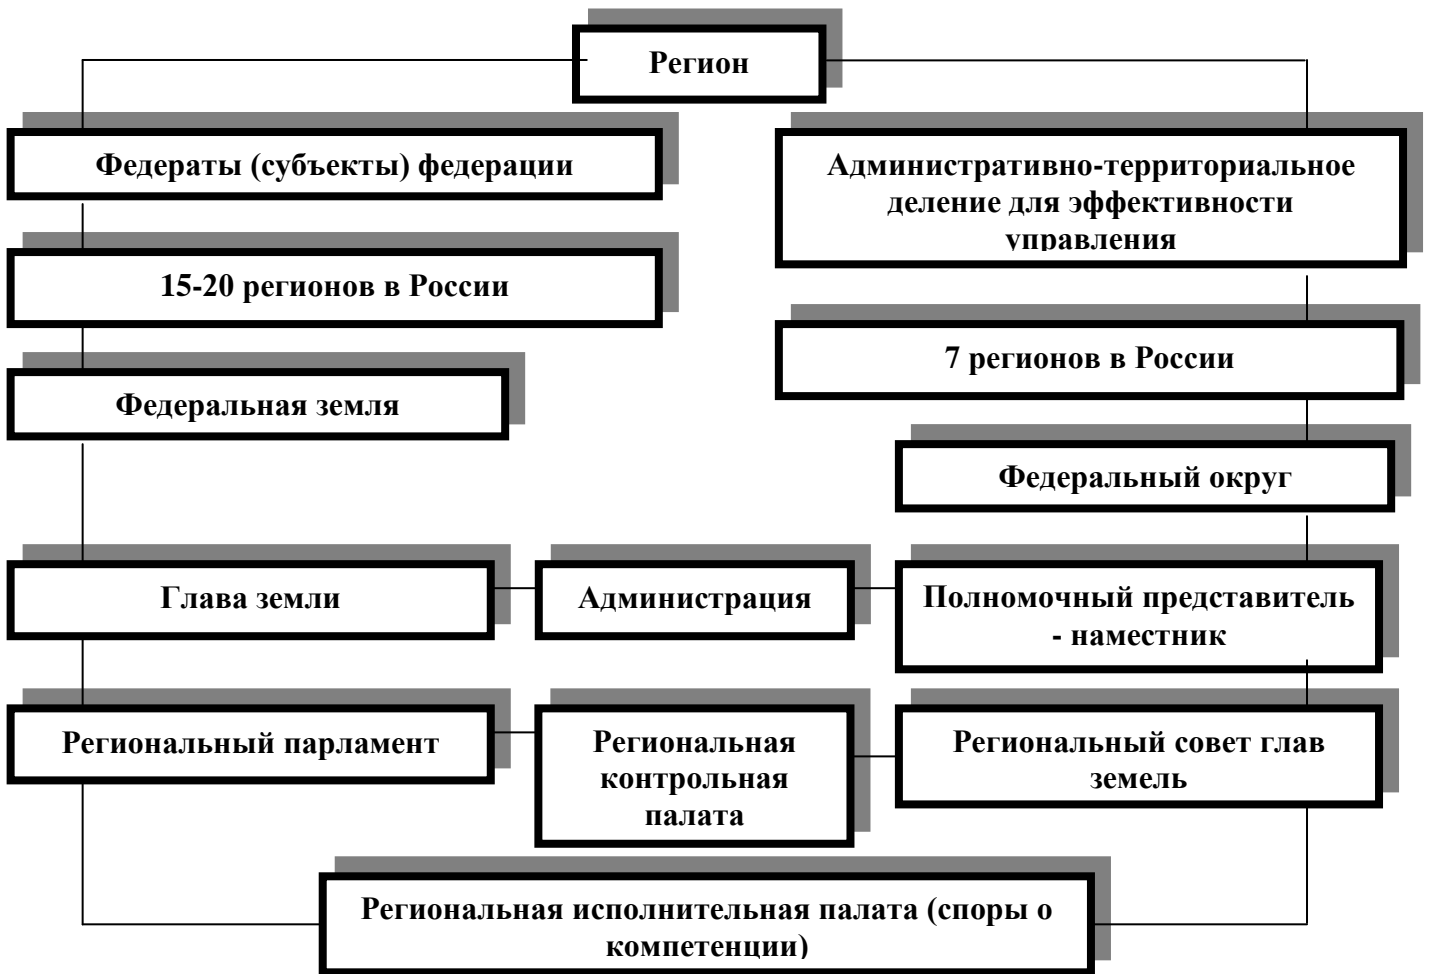 Регион
Федераты (субъекты) федерации
Административно-территориальное
деление для эффективности
управления
15-20 регионов в России
7 регионов в России
Федеральная земля
Федеральный округ
Глава земли
Администрация
Полномочный представитель
- наместник
Региональный парламент
Региональная
контрольная
палата
Региональный совет глав
земель
Региональная исполнительная палата (споры о
компетенции)